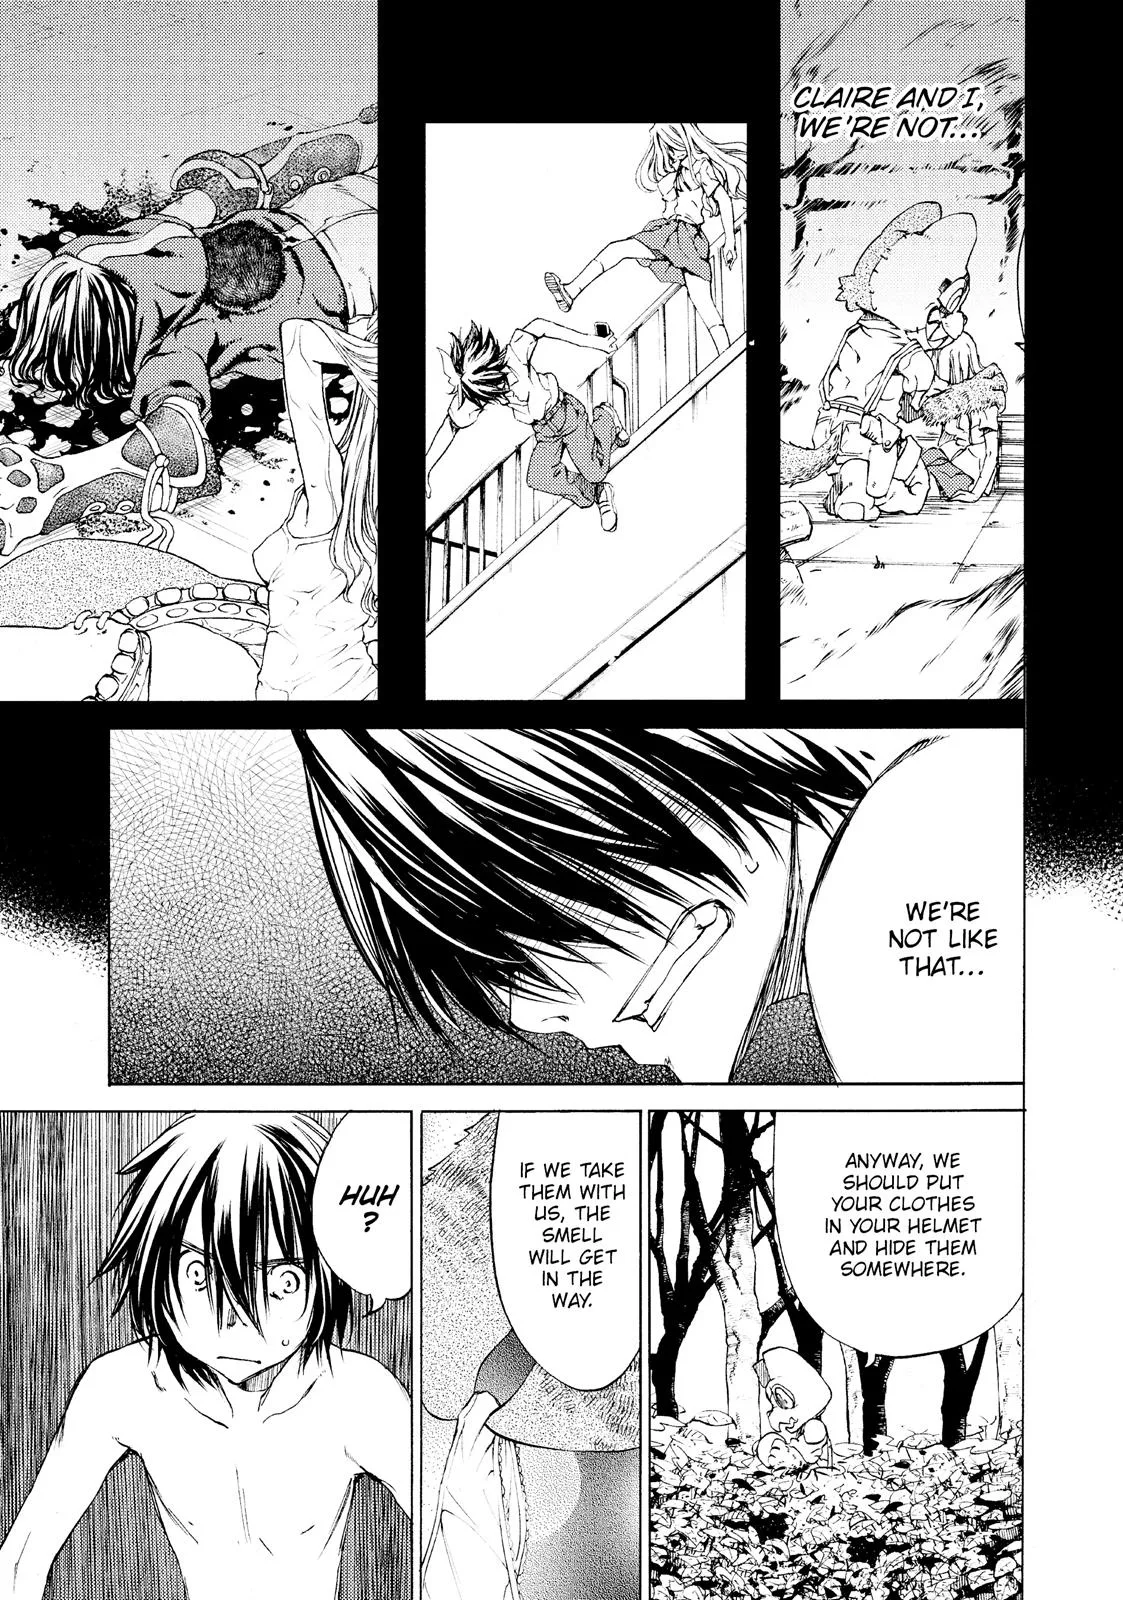 CLAIRE AND I,
WE'RE NOT...
WE'RE
NOT LIKE
THAT...
ANYWAY, WE
SHOULD PUT
YOUR CLOTHES
IN YOUR HELMET
AND HIDE THEM
SOMEWHERE.
IF WE TAKE
THEM WITH
US, THE
SMELL
WILL GET
IN THE
WAY.
HUH
?